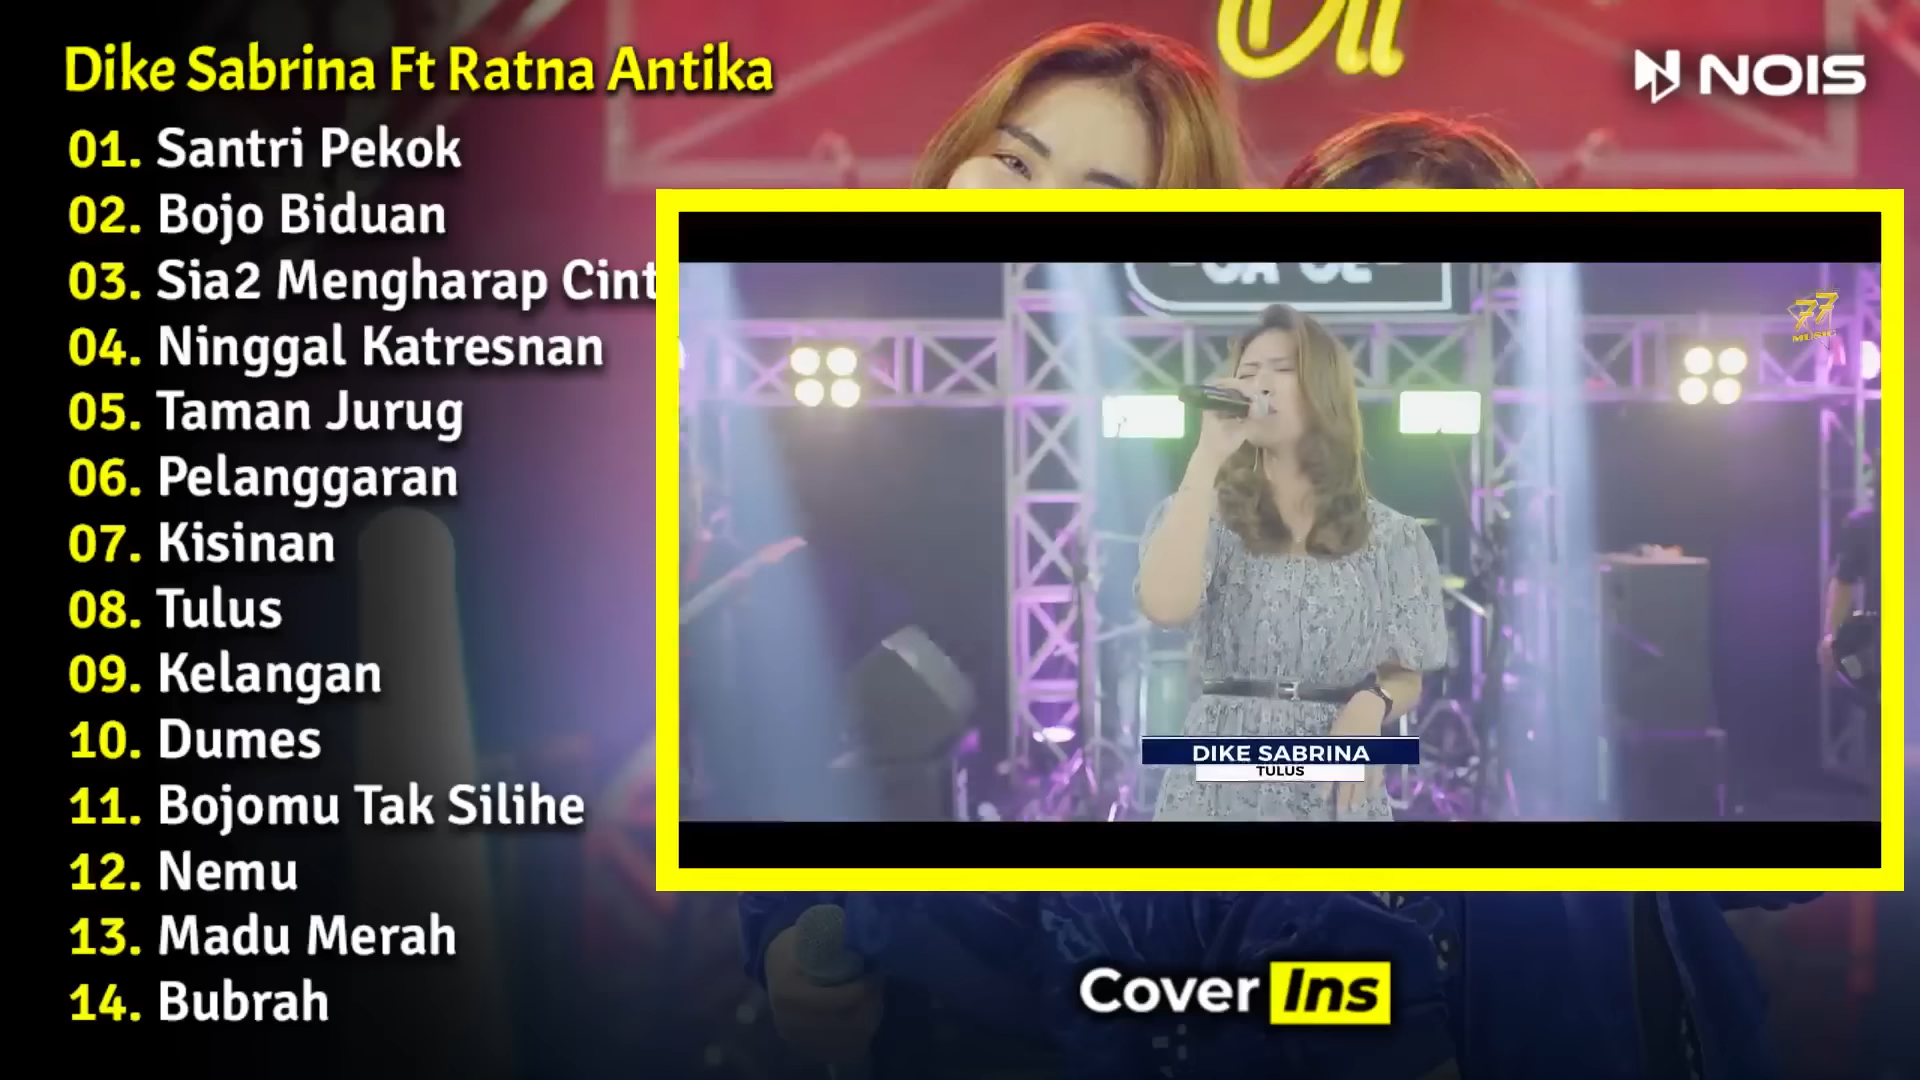 Dike Sabrina Ft Ratna Antika
NOIS
01. Santri Pekok
02. Bojo Biduan
03. Sia2 Mengharap Cint
04. Ninggal Katresnan
05. Taman Jurug
06. Pelanggaran
07. Kisinan
08. Tulus
09. Kelangan
10. Dumes
11. Bojomu Tak Silihe
12. Nemu
13. Madu Merah
14. Bubrah
77
MUSIC
DIKE SABRINA
TULUS
Cover Ins